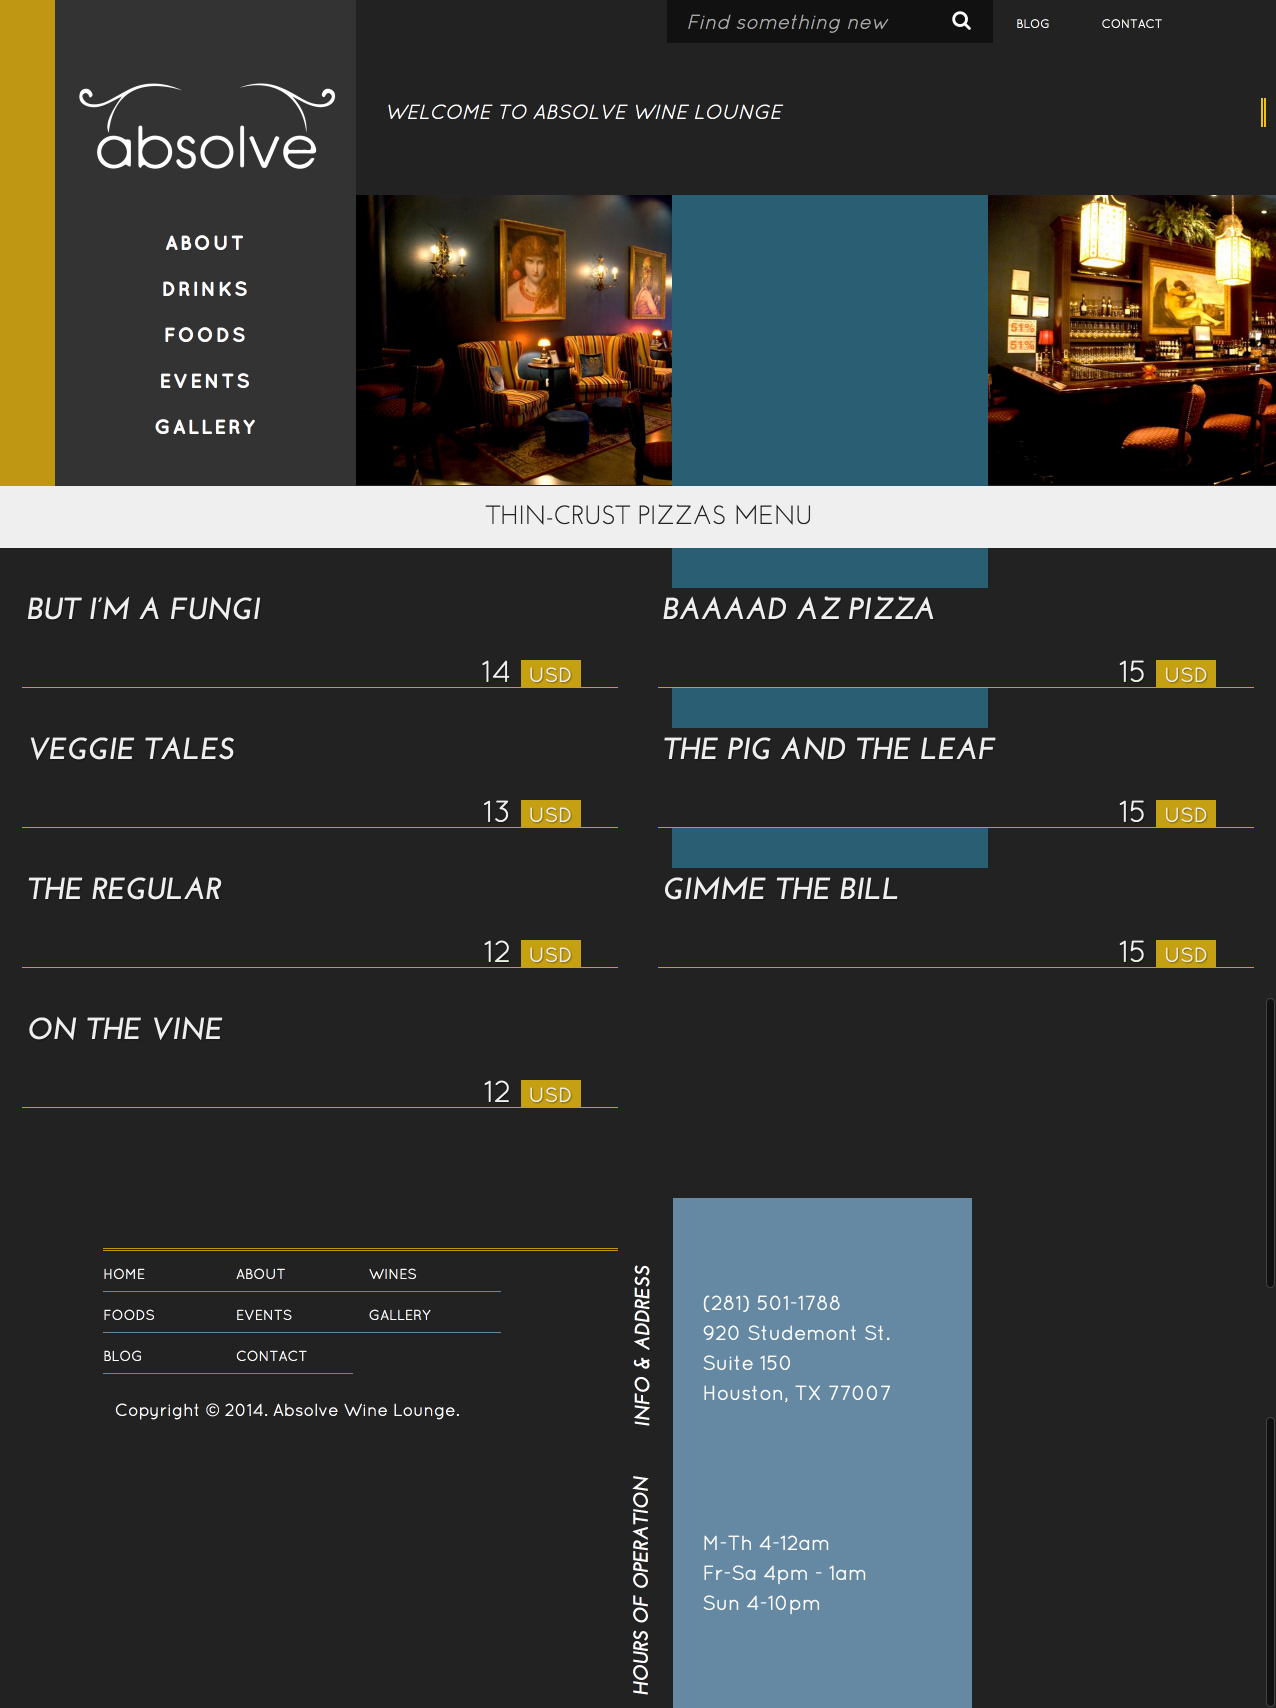 Find something new
BLOG CONTACT
absolve
WELCOME TO ABSOLVE WINE LOUNGE
ABOUT
DRINKS
FOODS
EVENTS
GALLERY
51%
51%
THIN-CRUST PIZZAS MENU
BUT I'M A FUNGI
14 USD
BAAAAD AZ PIZZA
15 USD
VEGGIE TALES
13 USD
THE PIG AND THE LEAF
15 USD
THE REGULAR
12 USD
GIMME THE BILL
15 USD
ON THE VINE
12 USD
HOME ABOUT WINES
FOODS EVENTS GALLERY
BLOG CONTACT
Copyright © 2014. Absolve Wine Lounge.
INFO & ADDRESS
(281) 501-1788
920 Studemont St.
Suite 150
Houston, TX 77007
HOURS OF OPERATION
M-Th 4-12am
Fr-Sa 4pm - 1am
Sun 4-10pm